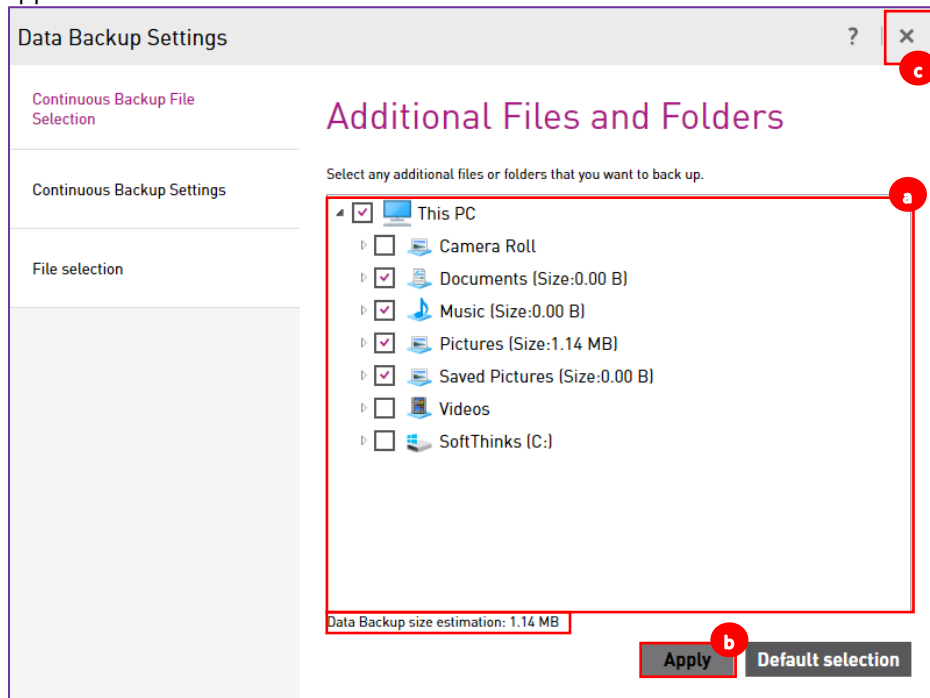 Data Backup Settings ? ×
c
Continuous Backup File
Selection
Additional Files and Folders
Select any additional files or folders that you want to back up.
Continuous Backup Settings
a
This PC
Camera Roll
File selection
Documents (Size:0.00 B)
Music (Size:0.00 B)
Pictures (Size:1.14 MB)
Saved Pictures (Size:0.00 B)
Videos
SoftThinks (C:)
Data Backup size estimation: 1.14 MB
b
Apply
Default selection